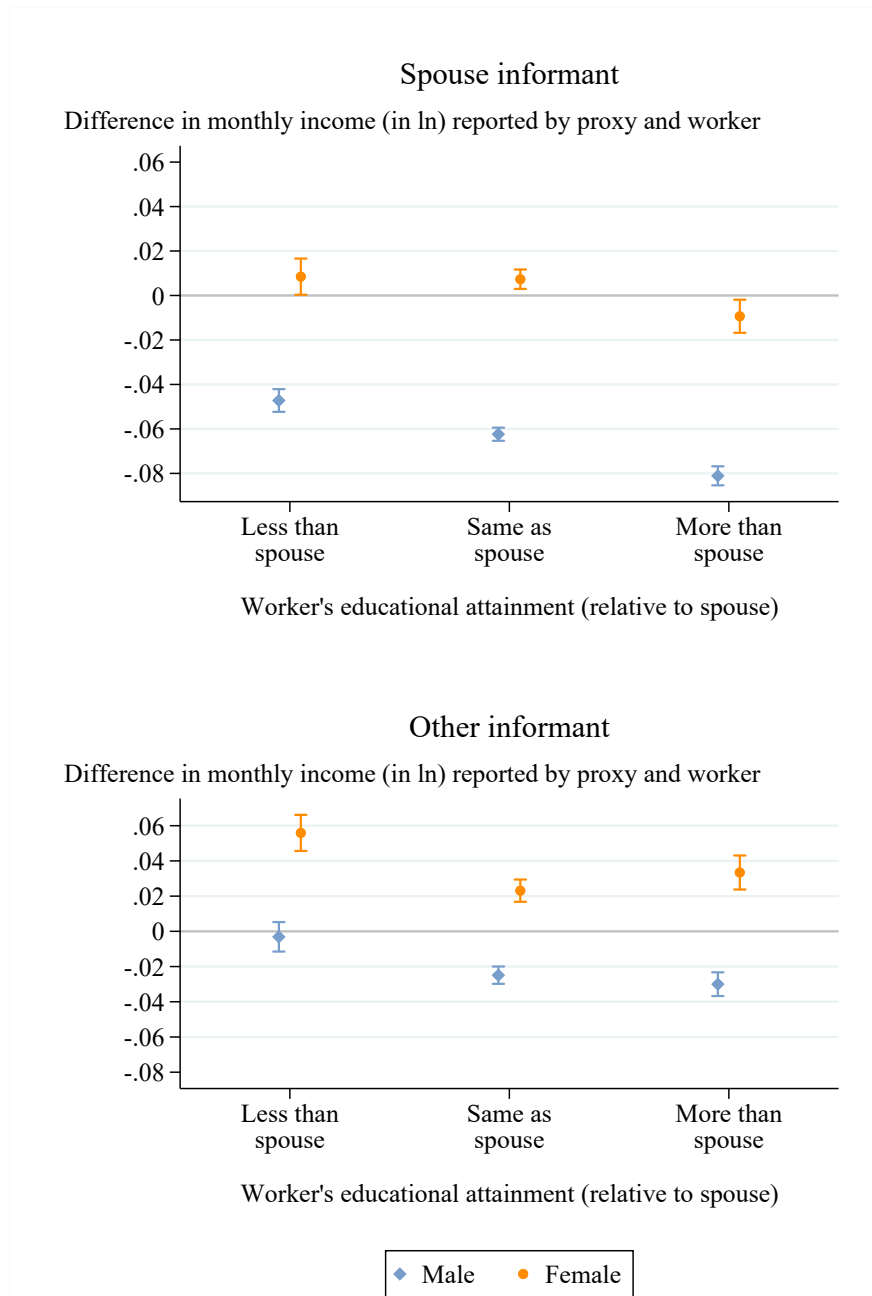 Spouse informant
Difference in monthly income (in ln) reported by proxy and worker
.06
.04
.02
0
-.02
-.04
-.06
-.08
Less than spouse
Same as spouse
More than spouse
Worker's educational attainment (relative to spouse)
Other informant
Difference in monthly income (in ln) reported by proxy and worker
.06
.04
.02
0
-.02
-.04
-.06
-.08
Less than spouse
Same as spouse
More than spouse
Worker's educational attainment (relative to spouse)
Male
Female